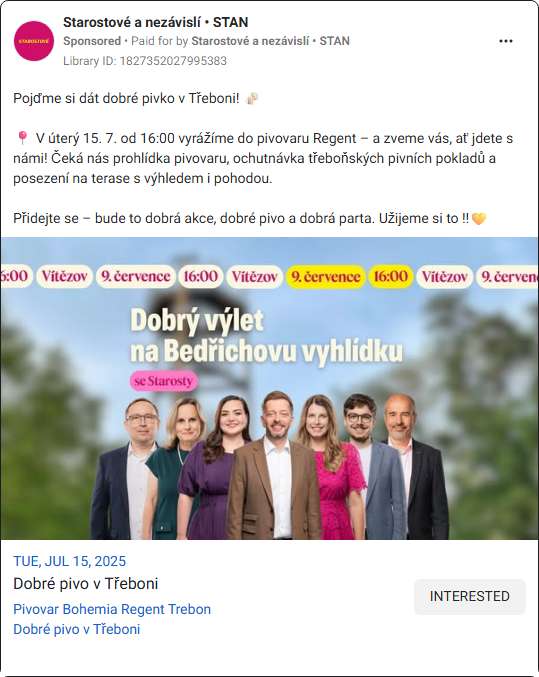 STAROSTOVÉ
Starostové a nezávislí • STAN
Sponsored • Paid for by Starostové a nezávislí • STAN
Library ID: 1827352027995383
Pojďme si dát dobré pivko v Třeboni! 🍻
📍 V úterý 15. 7. od 16:00 vyrážíme do pivovaru Regent – a zveme vás, ať jdete s
námi! Čeká nás prohlídka pivovaru, ochutnávka třeboňských pivních pokladů a
posezení na terase s výhledem i pohodou.
Přidejte se – bude to dobrá akce, dobré pivo a dobrá parta. Užijeme si to !!🧡
6:00 Vítězov 9. července 16:00 Vítězov 9. července 16:00 Vítězov 9. červen
Dobrý výlet
na Bedřichovu vyhlídku
se Starosty
TUE, JUL 15, 2025
Dobré pivo v Třeboni
Pivovar Bohemia Regent Trebon
Dobré pivo v Třeboni
INTERESTED